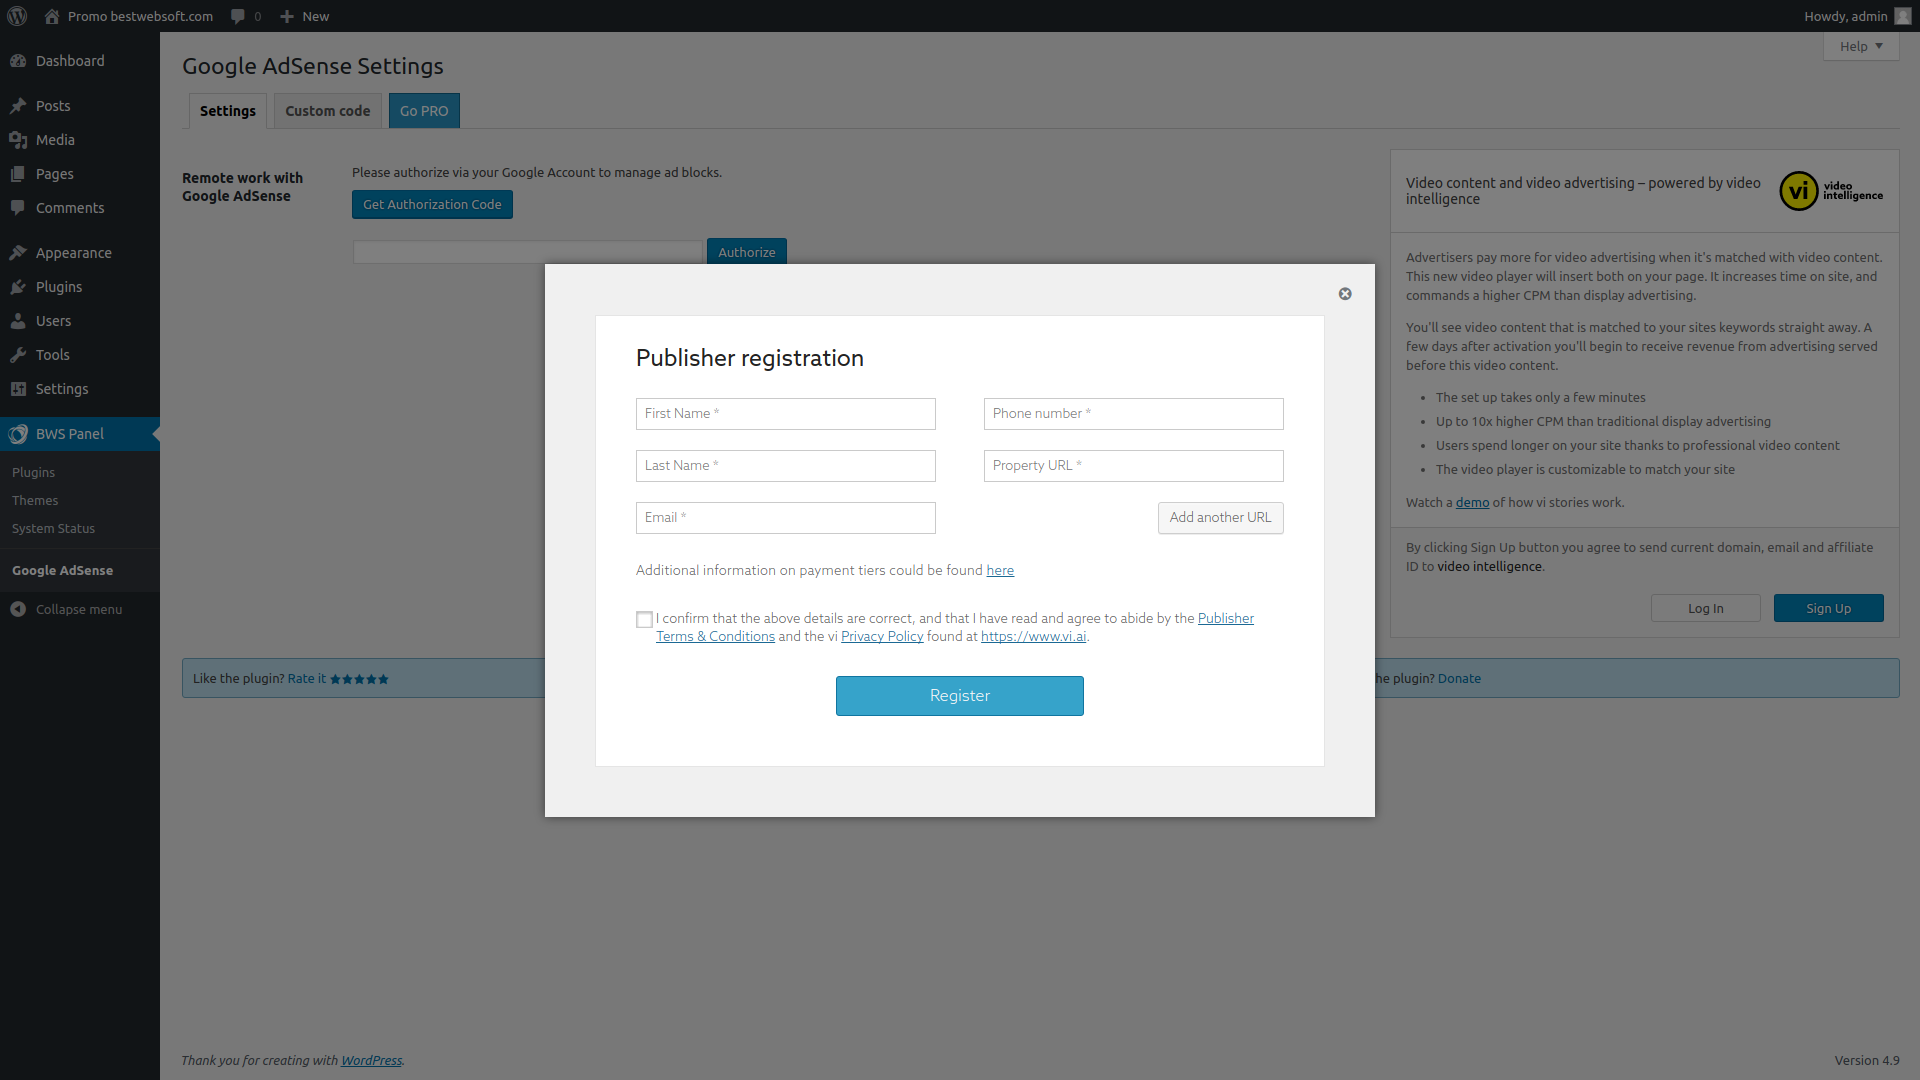 Promo bestwebsoft.com
0
New
Howdy, admin
Dashboard
Posts
Media
Pages
Comments
Appearance
Plugins
Users
Tools
Settings
BWS Panel
Plugins
Themes
System Status
Google AdSense
Collapse menu
Help
Google AdSense Settings
Settings
Custom code
Go PRO
Remote work with
Google AdSense
Please authorize via your Google Account to manage ad blocks.
Get Authorization Code
Authorize
Publisher registration
First Name *
Phone number *
Last Name *
Property URL *
Email *
Add another URL
Additional information on payment tiers could be found here
I confirm that the above details are correct, and that I have read and agree to abide by the Publisher
Terms & Conditions and the vi Privacy Policy found at https://www.vi.ai.
Register
Video content and video advertising – powered by video
intelligence
vi
video
intelligence
Advertisers pay more for video advertising when it's matched with video content.
This new video player will insert both on your page. It increases time on site, and
commands a higher CPM than display advertising.
You'll see video content that is matched to your sites keywords straight away. A
few days after activation you'll begin to receive revenue from advertising served
before this video content.
• The set up takes only a few minutes
• Up to 10x higher CPM than traditional display advertising
• Users spend longer on your site thanks to professional video content
• The video player is customizable to match your site
Watch a demo of how vi stories work.
By clicking Sign Up button you agree to send current domain, email and affiliate
ID to video intelligence.
Log In
Sign Up
Like the plugin? Rate it ★★★★★
he plugin? Donate
Thank you for creating with WordPress.
Version 4.9